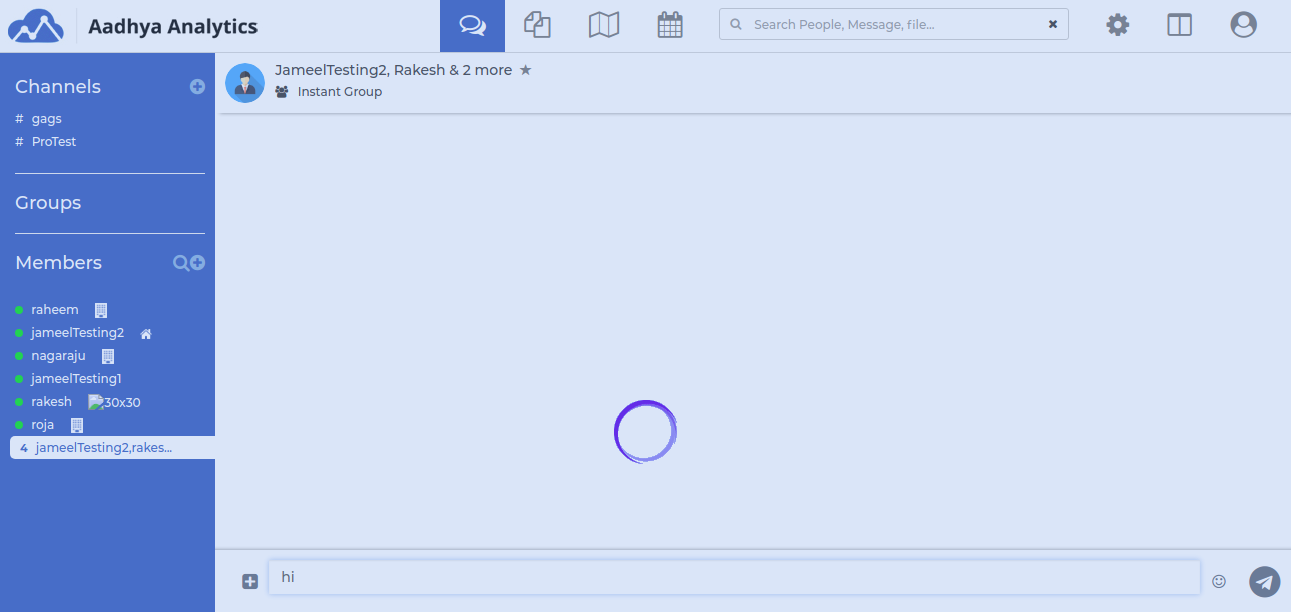 Aadhya Analytics
Search People, Message, file...
Channels
# gags
# ProTest
Groups
Members
raheem
jameelTesting2
nagaraju
jameelTesting1
rakesh 30x30
roja
4 jameelTesting2,rakes...
JameelTesting2, Rakesh & 2 more
Instant Group
hi